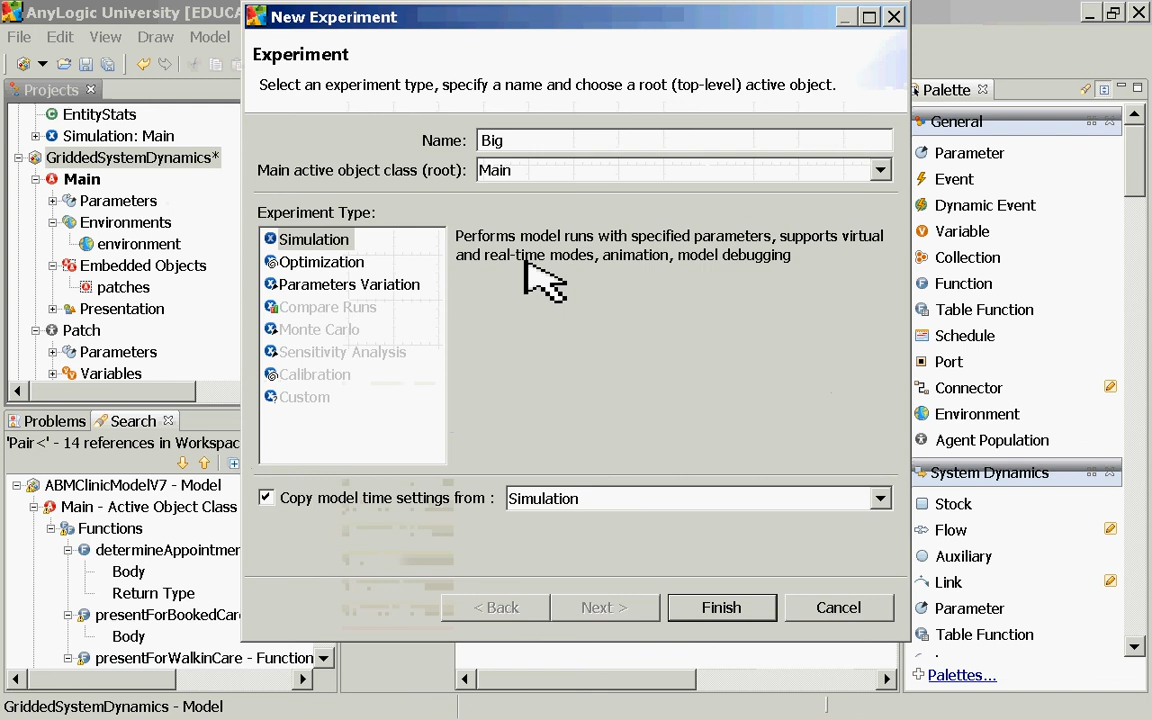 AnyLogic University [EDUCA
New Experiment
File Edit View Draw Model
Experiment
Select an experiment type, specify a name and choose a root (top-level) active object.
Projects
EntityStats
Simulation: Main
GriddedSystemDynamics*
Main
Parameters
Environments
environment
Embedded Objects
patches
Presentation
Patch
Parameters
Variables
Name: Big
Main active object class (root): Main
Experiment Type:
Simulation
Optimization
Parameters Variation
Compare Runs
Monte Carlo
Sensitivity Analysis
Calibration
Custom
Performs model runs with specified parameters, supports virtual
and real-time modes, animation, model debugging
Copy model time settings from : Simulation
< Back Next > Finish Cancel
Problems Search
'Pair<' - 14 references in Workspac
ABMClinicModelV7 - Model
Main - Active Object Class
Functions
determineAppointmer
Body
Return Type
presentForBookedCare
Body
presentForWalkinCare - Function
Palette
General
Parameter
Event
Dynamic Event
Variable
Collection
Function
Table Function
Schedule
Port
Connector
Environment
Agent Population
System Dynamics
Stock
Flow
Auxiliary
Link
Parameter
Table Function
Palettes...
GriddedSystemDynamics - Model